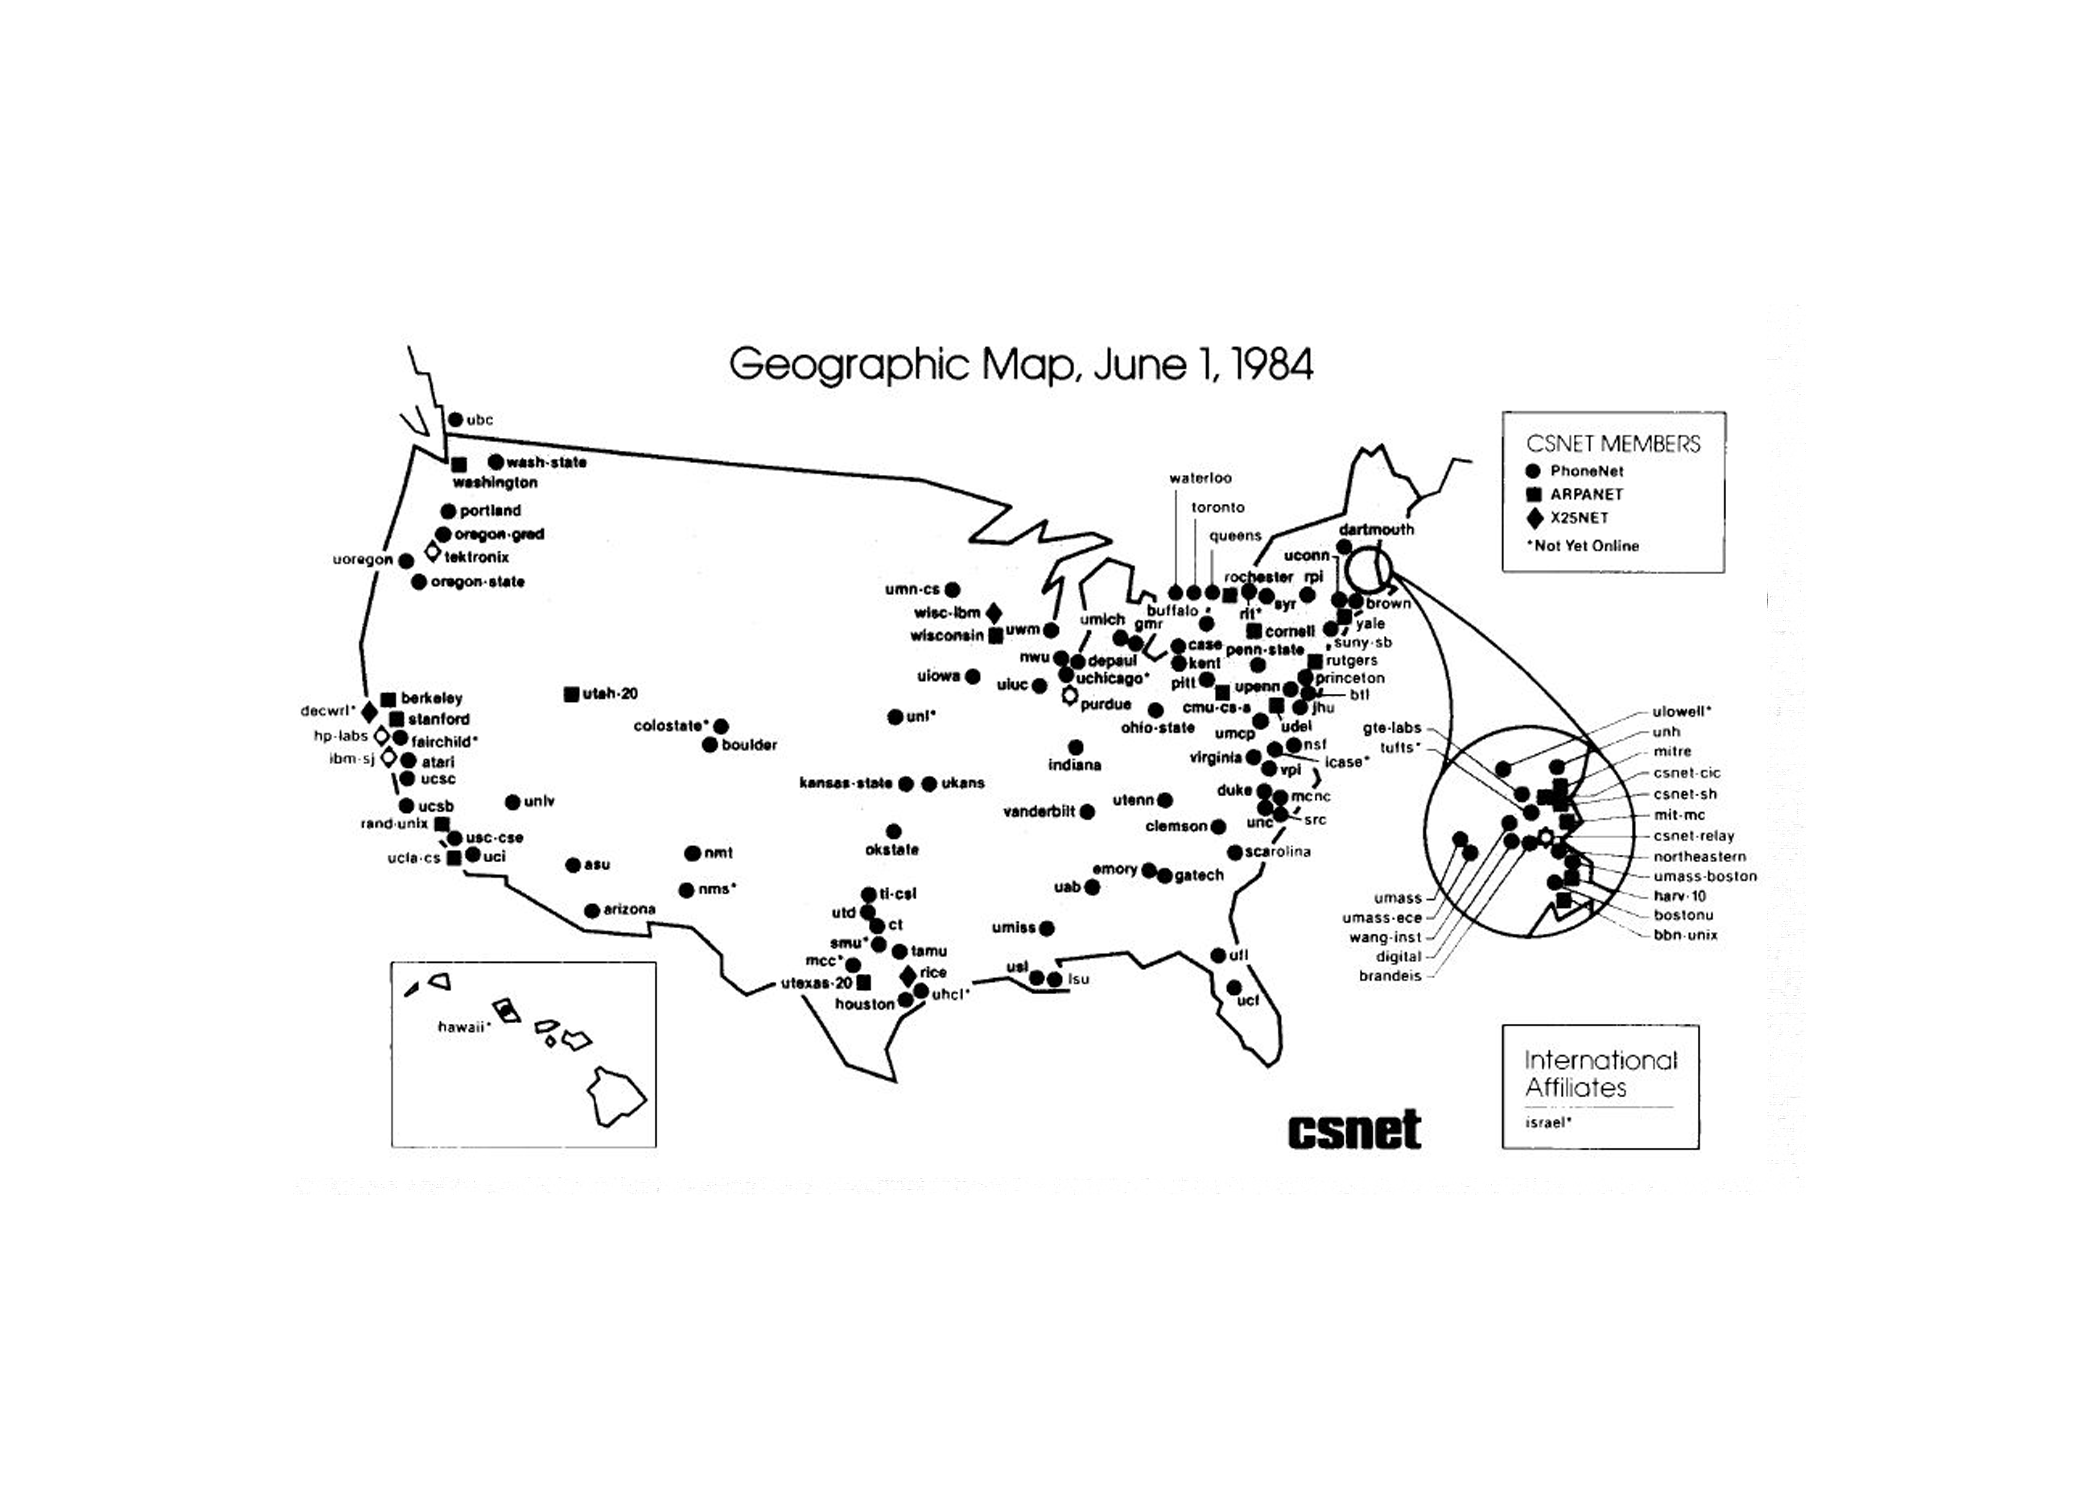 Geographic Map, June 1, 1984
CSNET MEMBERS
PhoneNet
ARPANET
X25NET
*Not Yet Online
ubc
wash-state
washington
portland
oregon-grad
tektronix
uoregon
oregon-state
berkeley
decwrl*
stanford
hp-labs
fairchild*
ibm-sj
atari
ucsc
ucsb
rand-unix
usc-cse
ucla-cs
uci
unlv
utah-20
asu
arizona
colostate*
boulder
nmt
nms*
unl*
kansas-state
ukans
okstate
ti-csl
utd
ct
smu*
tamu
mcc*
rice
utexas-20
uhcl*
houston
umn-cs
wisc-ibm
wisconsin
uwm
nwu
depaul
uiowa
uiuc
uchicago*
purdue
umich
gmr
indiana
vanderbilt
utenn
clemson
scarolina
emory
gatech
uab
umiss
usl
lsu
ufl
ucf
waterloo
toronto
queens
rochester
rpi
buffalo*
rit*
syr
cornell
case
penn-state
kent
pitt
upenn
cmu-cs-a
ohio-state
umcp
udel
jhu
btl
princeton
rutgers
suny-sb
yale
brown
uconn
dartmouth
nsf
virginia
icase*
vpi
duke
mcnc
unc
src
gte-labs
tufts*
ulowell*
unh
mitre
csnet-cic
csnet-sh
mit-mc
csnet-relay
northeastern
umass-boston
harv-10
bostonu
bbn-unix
umass
umass-ece
wang-inst
digital
brandeis
hawaii*
csnet
International
Affiliates
israel*